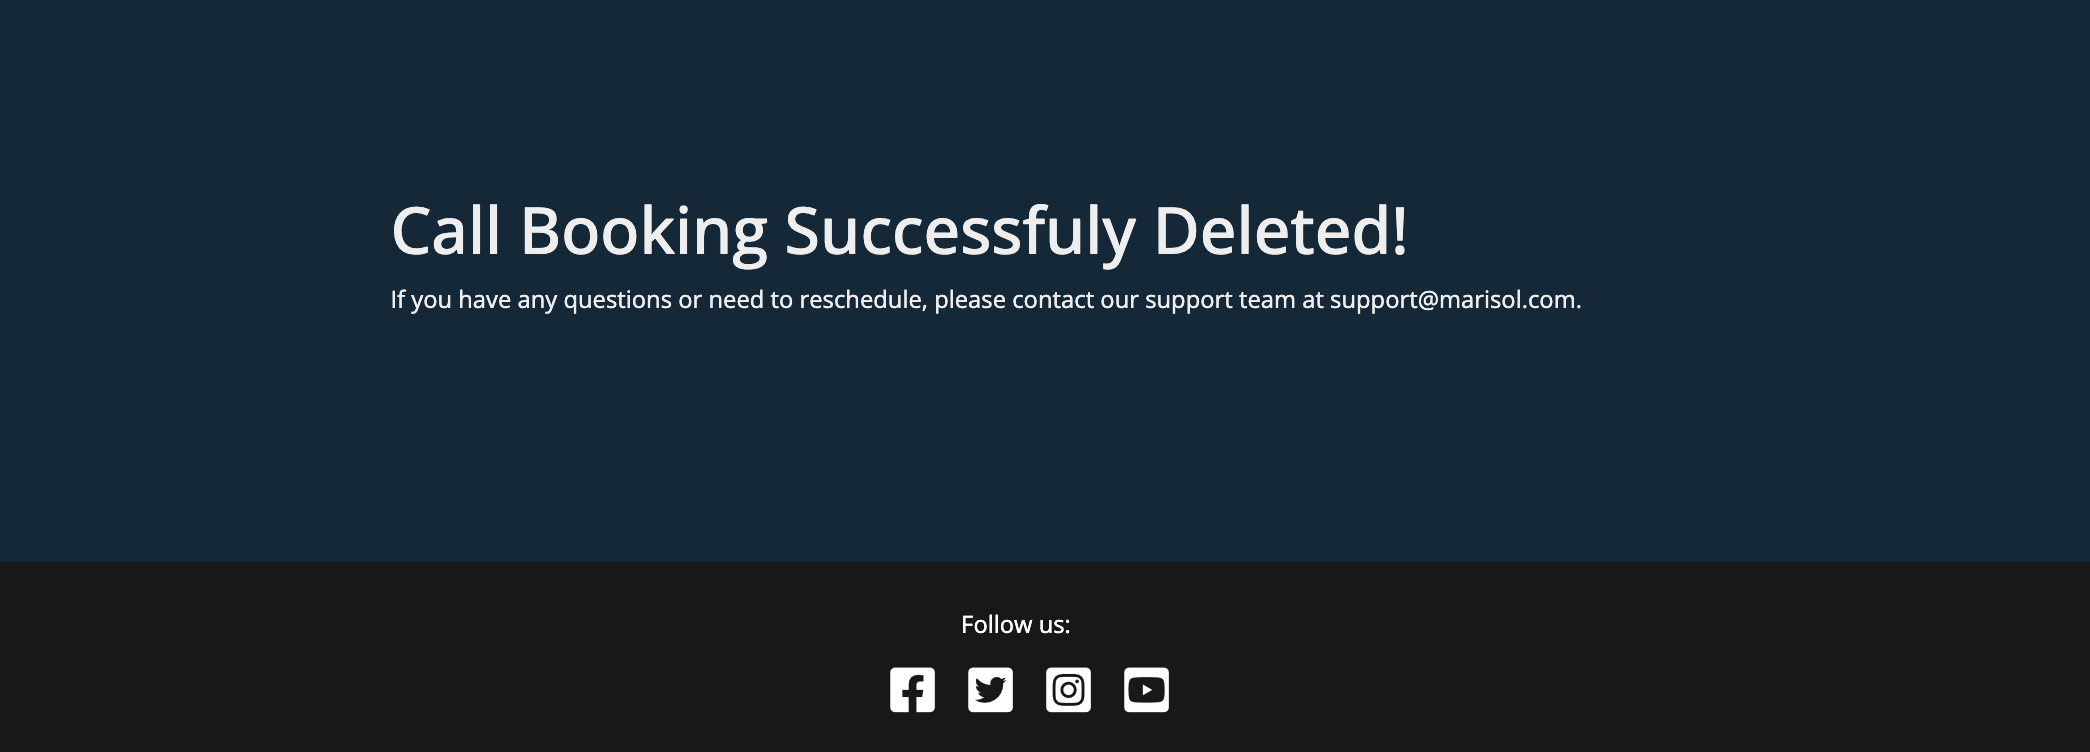 Call Booking Successfuly Deleted!
If you have any questions or need to reschedule, please contact our support team at support@marisol.com.
Follow us: